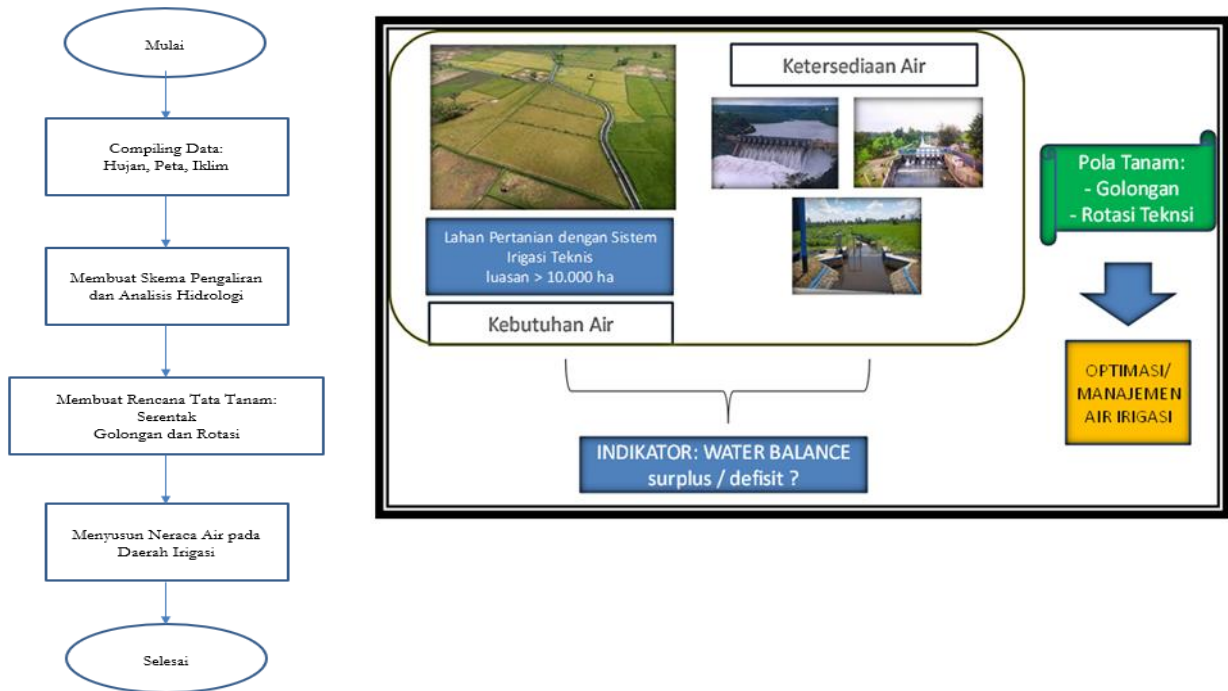 Mulai
Compiling Data:
Hujan, Peta, Iklim
Membuat Skema Pengaliran
dan Analisis Hidrologi
Membuat Rencana Tata Tanam:
Serentak
Golongan dan Rotasi
Menyusun Neraca Air pada
Daerah Irigasi
Selesai
Ketersediaan Air
Lahan Pertanian dengan Sistem
Irigasi Teknis
luasan > 10.000 ha
Kebutuhan Air
INDIKATOR: WATER BALANCE
surplus / defisit ?
Pola Tanam:
- Golongan
- Rotasi Teknsi
OPTIMASI/
MANAJEMEN
AIR IRIGASI